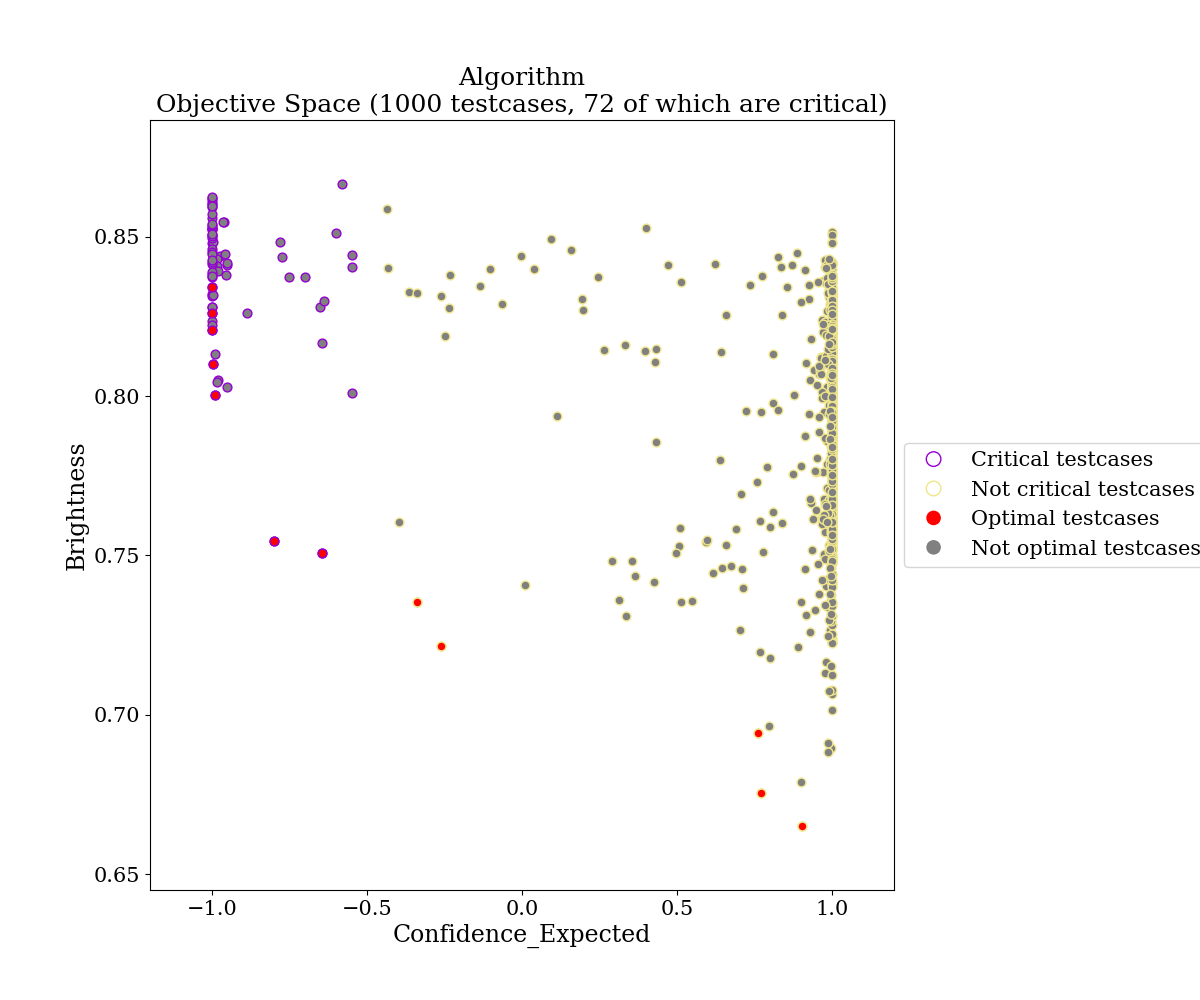 Algorithm
Objective Space (1000 testcases, 72 of which are critical)
0.85
0.80
0.75
0.70
0.65
Brightness
−1.0
−0.5
0.0
0.5
1.0
Confidence_Expected
Critical testcases
Not critical testcases
Optimal testcases
Not optimal testcases